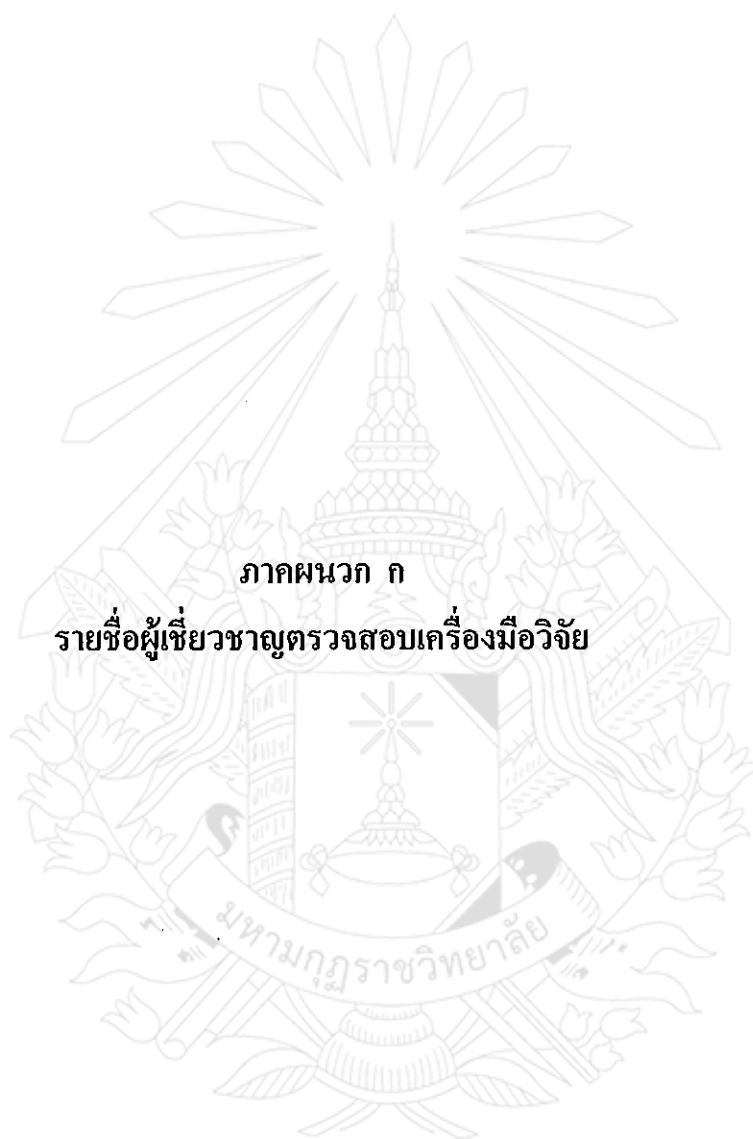 ภาคผนวก ก
รายชื่อผู้เชี่ยวชาญตรวจสอบเครื่องมือวิจัย
มหามกุฏราชวิทยาลัย